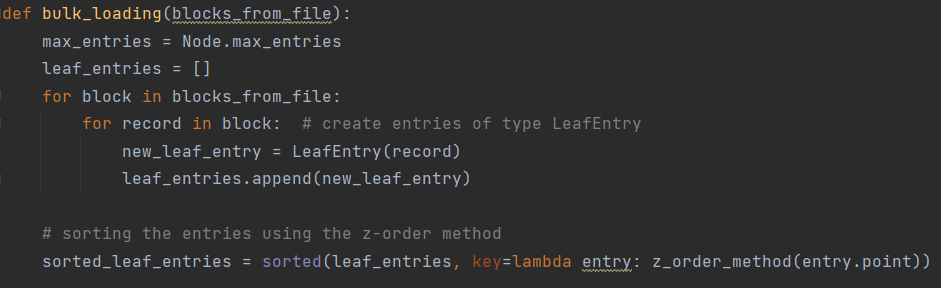 def bulk_loading(blocks_from_file):
    max_entries = Node.max_entries
    leaf_entries = []
    for block in blocks_from_file:
        for record in block:  # create entries of type LeafEntry
            new_leaf_entry = LeafEntry(record)
            leaf_entries.append(new_leaf_entry)

    # sorting the entries using the z-order method
    sorted_leaf_entries = sorted(leaf_entries, key=lambda entry: z_order_method(entry.point))